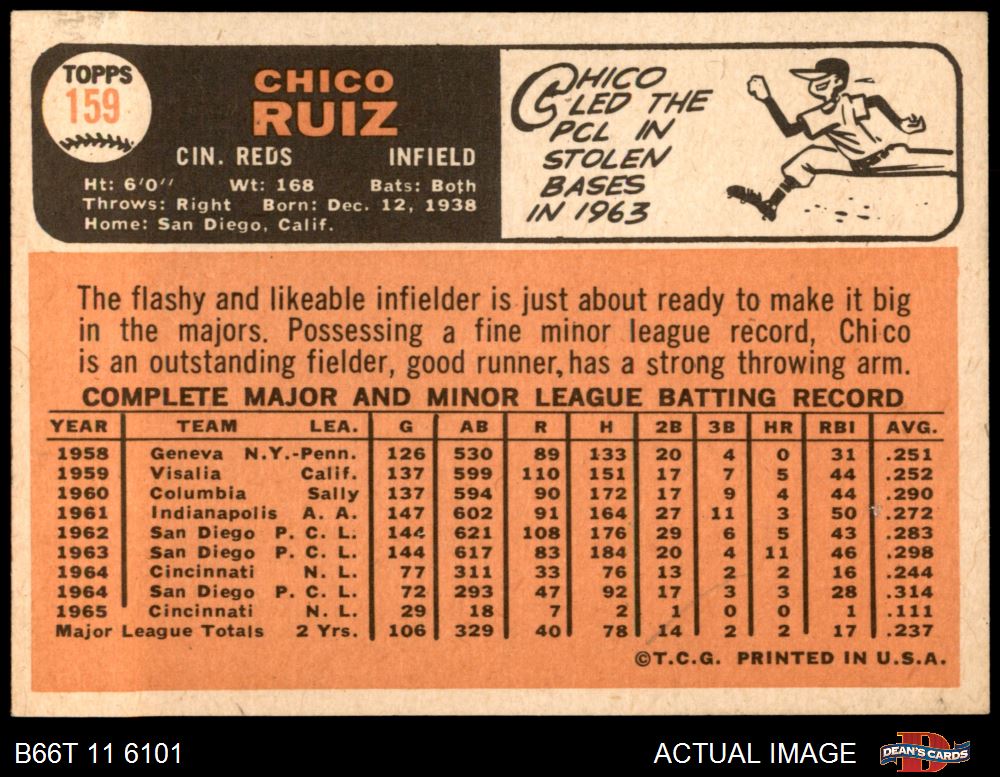 TOPPS
159
CHICO
RUIZ
CIN. REDS INFIELD
Ht: 6'0" Wt: 168 Bats: Both
Throws: Right Born: Dec. 12, 1938
Home: San Diego, Calif.
CHICO
LED THE
PCL IN
STOLEN
BASES
IN 1963
The flashy and likeable infielder is just about ready to make it big
in the majors. Possessing a fine minor league record, Chico
is an outstanding fielder, good runner, has a strong throwing arm.
COMPLETE MAJOR AND MINOR LEAGUE BATTING RECORD
YEAR TEAM LEA. G AB R H 2B 3B HR RBI AVG.
1958 Geneva N.Y.-Penn. 126 530 89 133 20 4 0 31 .251
1959 Visalia Calif. 137 599 110 151 17 7 5 44 .252
1960 Columbia Sally 137 594 90 172 17 9 4 44 .290
1961 Indianapolis A. A. 147 602 91 164 27 11 3 50 .272
1962 San Diego P. C. L. 144 621 108 176 29 6 5 43 .283
1963 San Diego P. C. L. 144 617 83 184 20 4 11 46 .298
1964 Cincinnati N. L. 77 311 33 76 13 2 2 16 .244
1964 San Diego P. C. L. 72 293 47 92 17 3 3 28 .314
1965 Cincinnati N. L. 29 18 7 2 1 0 0 1 .111
Major League Totals 2 Yrs. 106 329 40 78 14 2 2 17 .237
©T.C.G. PRINTED IN U.S.A.
B66T 11 6101 ACTUAL IMAGE DEAN'S CARDS